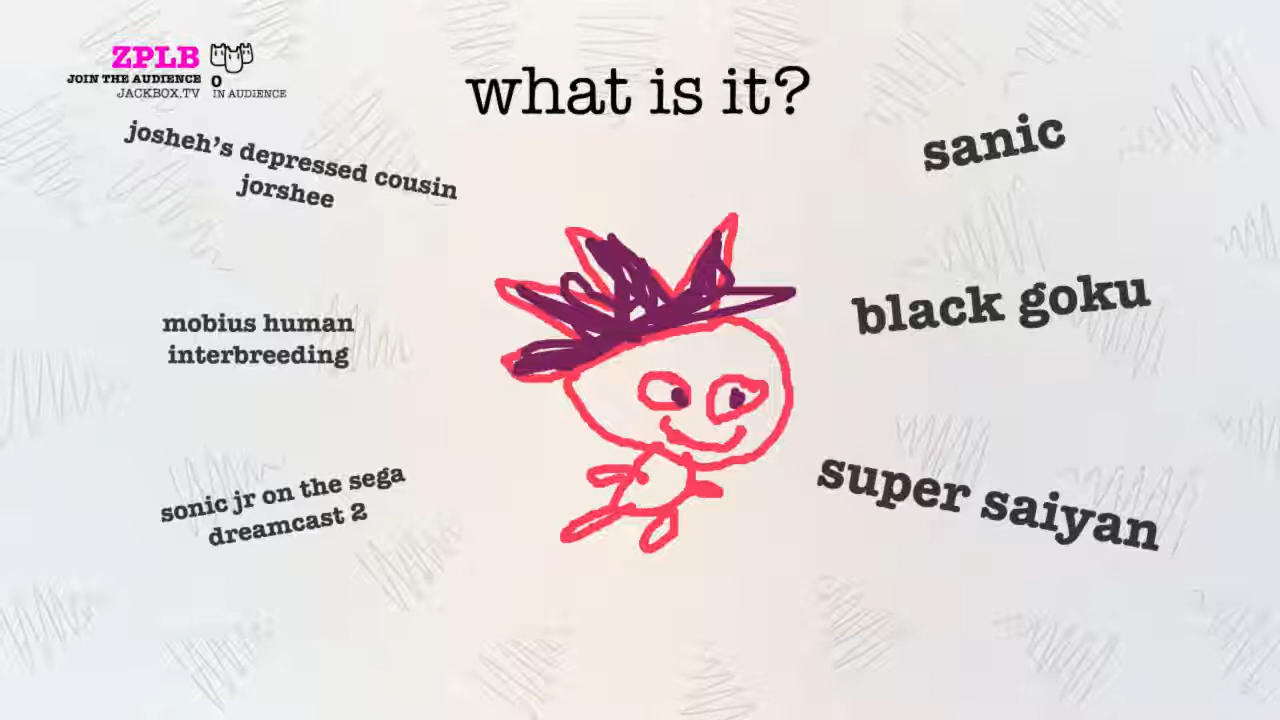 ZPLB
JOIN THE AUDIENCE
JACKBOX.TV
0
IN AUDIENCE
what is it?
josheh's depressed cousin
jorshee
sanic
mobius human
interbreeding
black goku
sonic jr on the sega
dreamcast 2
super saiyan